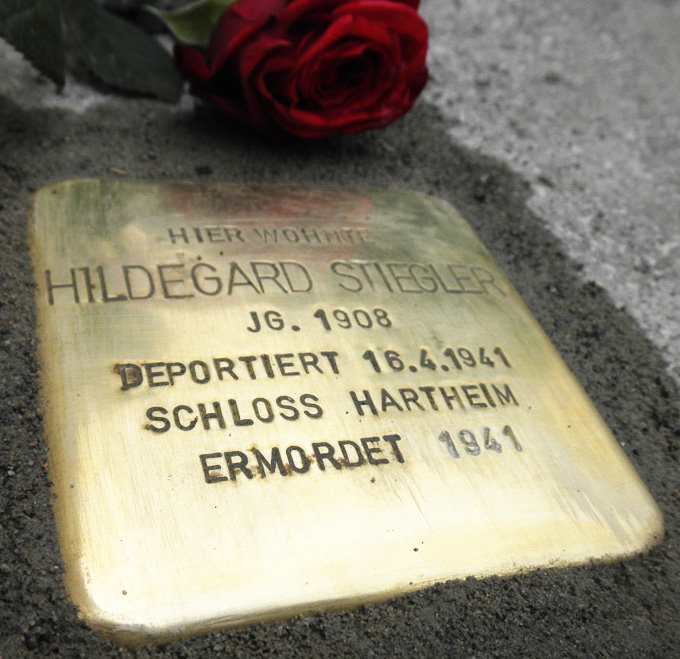 HIER WOHNTE
HILDEGARD STIEGLER
JG. 1908
DEPORTIERT 16.4.1941
SCHLOSS HARTHEIM
ERMORDET 1941